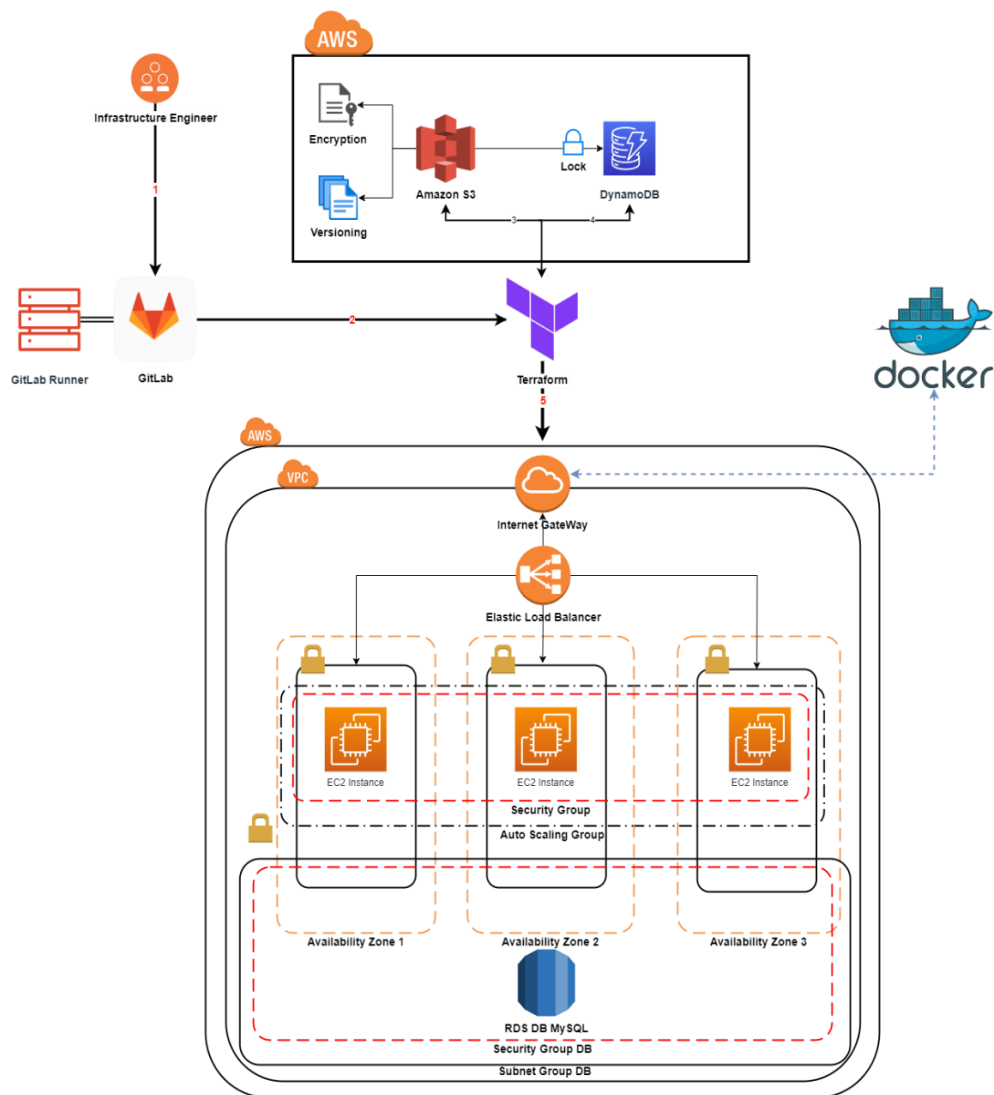 AWS
Infrastructure Engineer
Encryption
Amazon S3
Lock
DynamoDB
Versioning
1
3
4
GitLab Runner
GitLab
2
Terraform
docker
5
AWS
VPC
Internet GateWay
Elastic Load Balancer
EC2 Instance
EC2 Instance
EC2 Instance
Security Group
Auto Scaling Group
Availability Zone 1
Availability Zone 2
Availability Zone 3
RDS DB MySQL
Security Group DB
Subnet Group DB